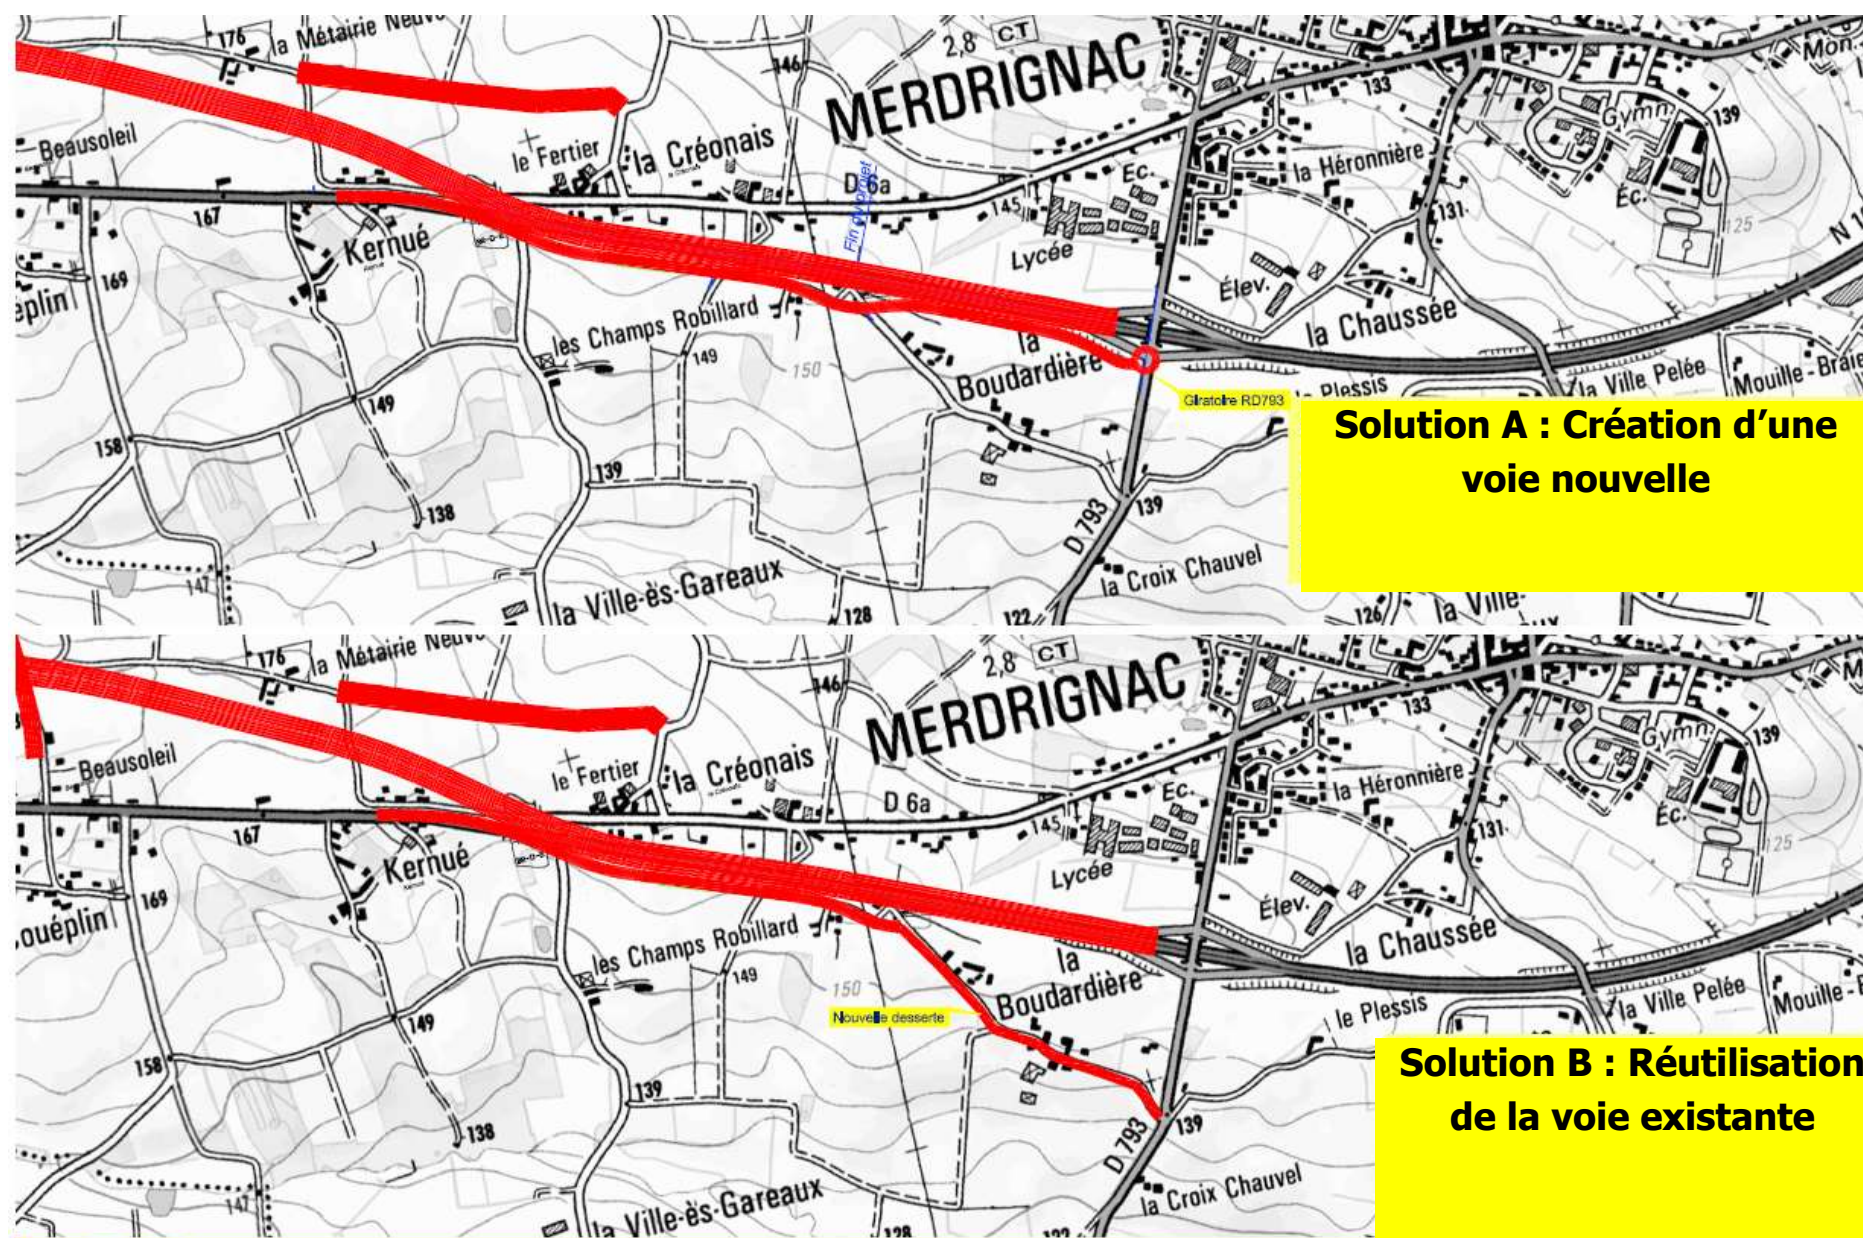 176
la Métairie Neuve
2,8 CT
MERDRIGNAC
146
133
Mon.
Gymn.
139
Beausoleil
le Fertier
la Créonais
la Héronnière
Éc.
Éc.
D 6a
Fin du projet
167
145
131
125
Kernué
Lycée
N 1
169
éplin
Élev.
les Champs Robillard
149
150
la Chaussée
la
Boudardière
le Plessis
la Ville Pelée
Mouille-Braie
Giratoire RD793
149
158
139
138
139
D 793
Solution A : Création d’une
voie nouvelle
147
la Croix Chauvel
la Ville-ès-Gareaux
128
122
126
la Ville-
176
la Métairie Neuve
2,8 CT
MERDRIGNAC
146
133
M
Gymn.
139
Beausoleil
le Fertier
la Créonais
la Héronnière
Éc.
Éc.
D 6a
167
145
131
125
Kernué
Lycée
169
ouéplin
Élev.
les Champs Robillard
149
150
la Chaussée
la
Boudardière
le Plessis
la Ville Pelée
Mouille-B
Nouvelle desserte
149
158
139
138
139
D 793
Solution B : Réutilisation
de la voie existante
147
la Croix Chauvel
la Ville-ès-Gareaux
128
122